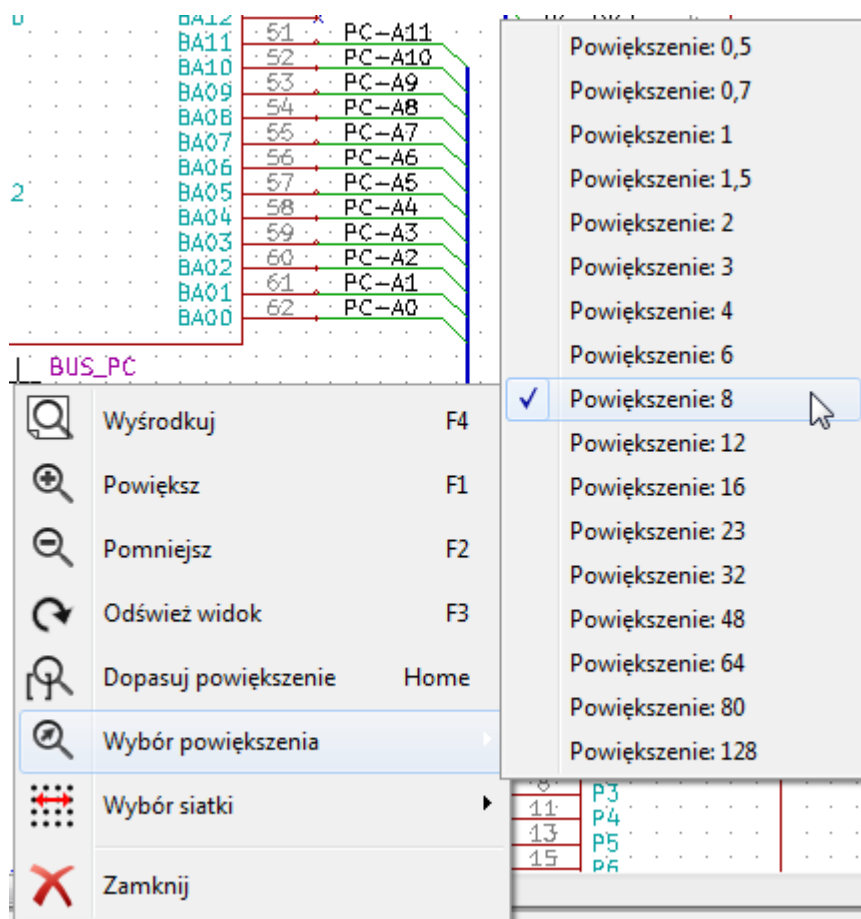 BA12
BA11 51 PC-A11
BA10 52 PC-A10
BA09 53 PC-A9
BA08 54 PC-A8
BA07 55 PC-A7
BA06 56 PC-A6
BA05 57 PC-A5
BA04 58 PC-A4
BA03 59 PC-A3
BA02 60 PC-A2
BA01 61 PC-A1
BA00 62 PC-A0
2
BUS_PC
Wyśrodkuj F4
Powiększ F1
Pomniejsz F2
Odśwież widok F3
Dopasuj powiększenie Home
Wybór powiększenia
Wybór siatki
Zamknij
Powiększenie: 0,5
Powiększenie: 0,7
Powiększenie: 1
Powiększenie: 1,5
Powiększenie: 2
Powiększenie: 3
Powiększenie: 4
Powiększenie: 6
Powiększenie: 8
Powiększenie: 12
Powiększenie: 16
Powiększenie: 23
Powiększenie: 32
Powiększenie: 48
Powiększenie: 64
Powiększenie: 80
Powiększenie: 128
8 P3
11 P4
13 P5
15 P6